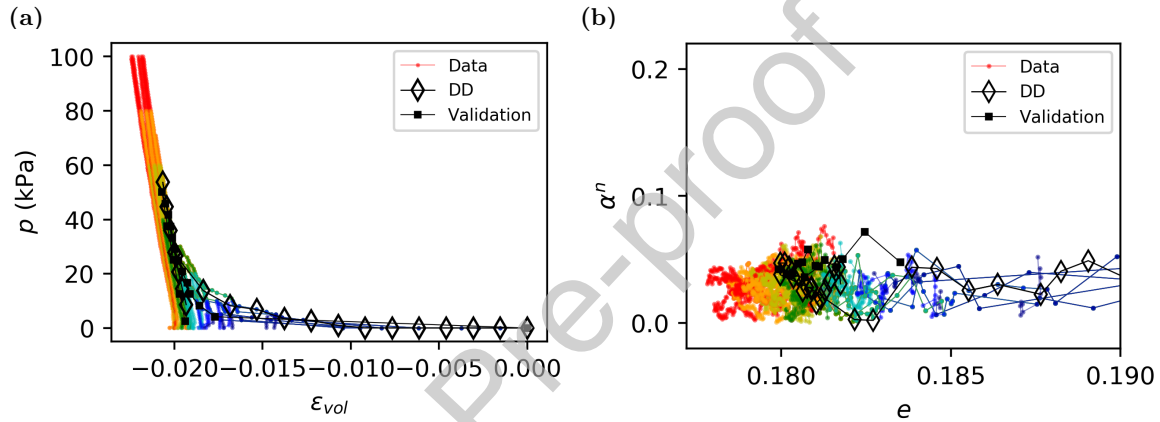 (a)
100
80
60
40
20
0
p (kPa)
−0.020 −0.015 −0.010 −0.005 0.000
ε_vol
Data
DD
Validation
(b)
0.2
0.1
0.0
α^n
0.180 0.185 0.190
e
Data
DD
Validation
Pre-proof